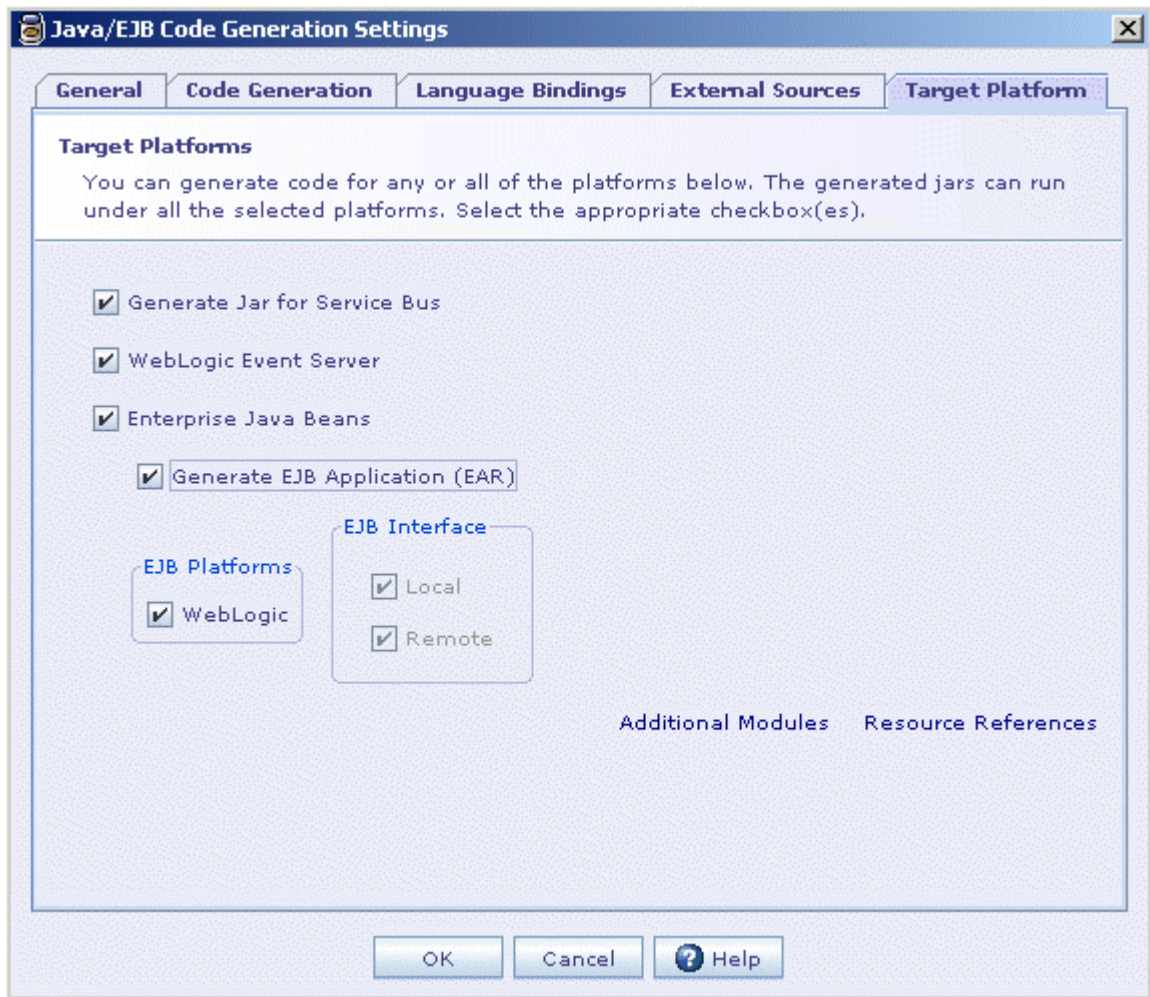 Java/EJB Code Generation Settings
General Code Generation Language Bindings External Sources Target Platform
Target Platforms
You can generate code for any or all of the platforms below. The generated jars can run
under all the selected platforms. Select the appropriate checkbox(es).
Generate Jar for Service Bus
WebLogic Event Server
Enterprise Java Beans
Generate EJB Application (EAR)
EJB Interface
EJB Platforms
Local
WebLogic
Remote
Additional Modules Resource References
OK Cancel Help